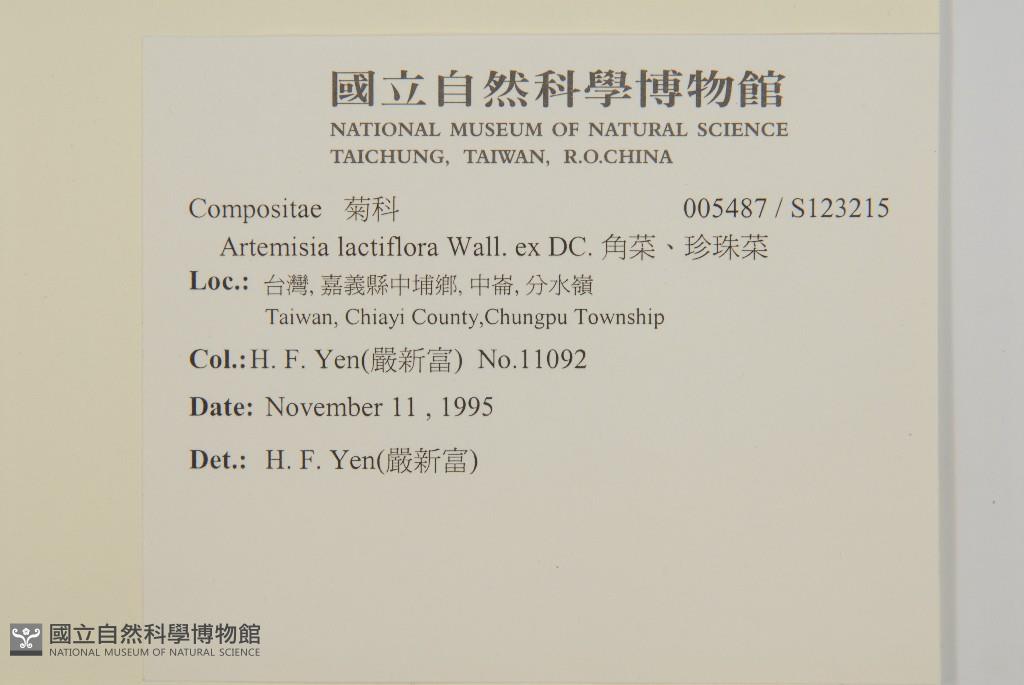 國立自然科學博物館
NATIONAL MUSEUM OF NATURAL SCIENCE
TAICHUNG, TAIWAN, R.O.CHINA
Compositae 菊科 005487 / S123215
Artemisia lactiflora Wall. ex DC. 角菜、珍珠菜
Loc.: 台灣, 嘉義縣中埔鄉, 中崙, 分水嶺
Taiwan, Chiayi County,Chungpu Township
Col.: H. F. Yen(嚴新富) No.11092
Date: November 11 , 1995
Det.: H. F. Yen(嚴新富)
國立自然科學博物館
NATIONAL MUSEUM OF NATURAL SCIENCE